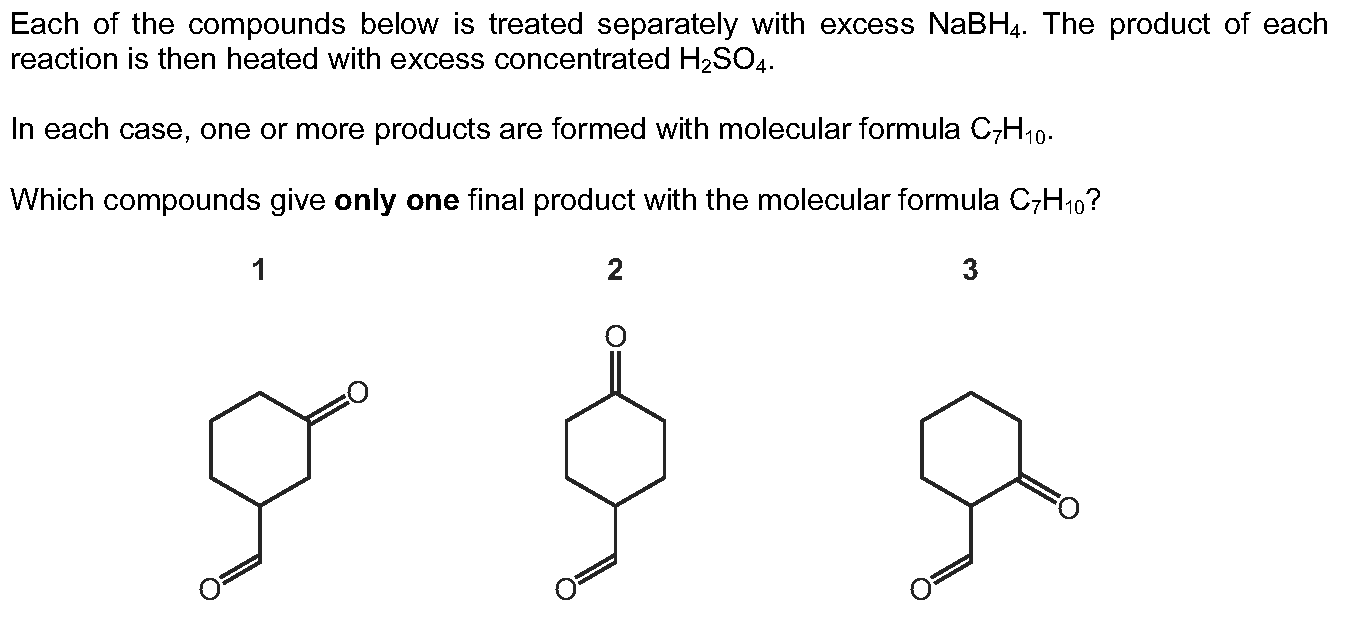 Each of the compounds below is treated separately with excess NaBH₄. The product of each
reaction is then heated with excess concentrated H₂SO₄.
In each case, one or more products are formed with molecular formula C₇H₁₀.
Which compounds give only one final product with the molecular formula C₇H₁₀?
1 2 3
O
O
O
O O O